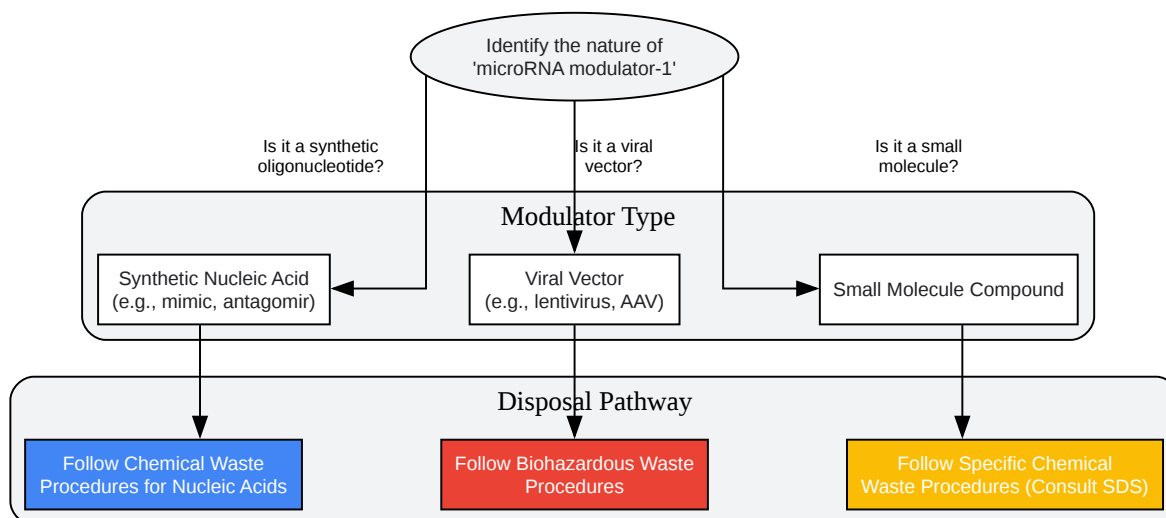 Identify the nature of
'microRNA modulator-1'
Is it a synthetic
oligonucleotide?
Is it a viral
vector?
Is it a small
molecule?
Modulator Type
Synthetic Nucleic Acid
(e.g., mimic, antagomir)
Viral Vector
(e.g., lentivirus, AAV)
Small Molecule Compound
Disposal Pathway
Follow Chemical Waste
Procedures for Nucleic Acids
Follow Biohazardous Waste
Procedures
Follow Specific Chemical
Waste Procedures (Consult SDS)